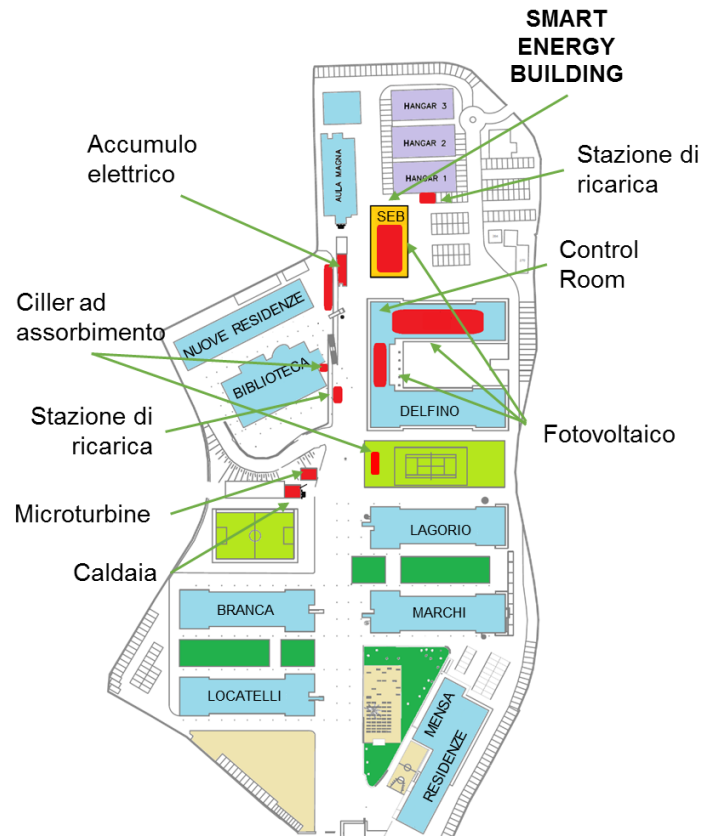 SMART
ENERGY
BUILDING
HANGAR 3
HANGAR 2
HANGAR 1
AULA MAGNA
Accumulo
elettrico
Stazione di
ricarica
SEB
Control
Room
Ciller ad
assorbimento
NUOVE RESIDENZE
BIBLIOTECA
DELFINO
Stazione di
ricarica
Fotovoltaico
Microturbine
LAGORIO
Caldaia
BRANCA
MARCHI
LOCATELLI
MENSA
RESIDENZE